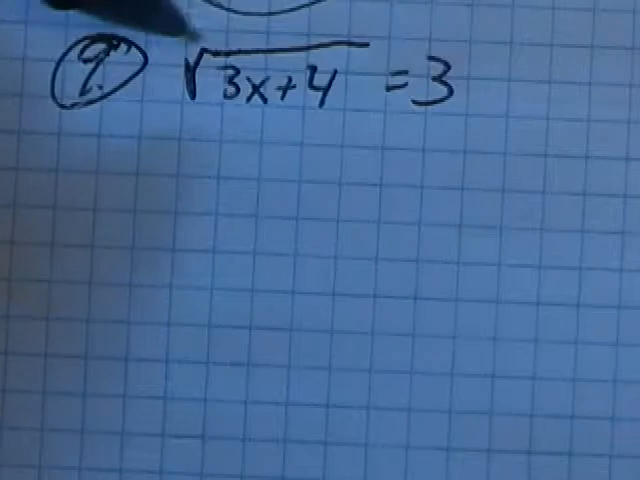 9. √3x+4 = 3